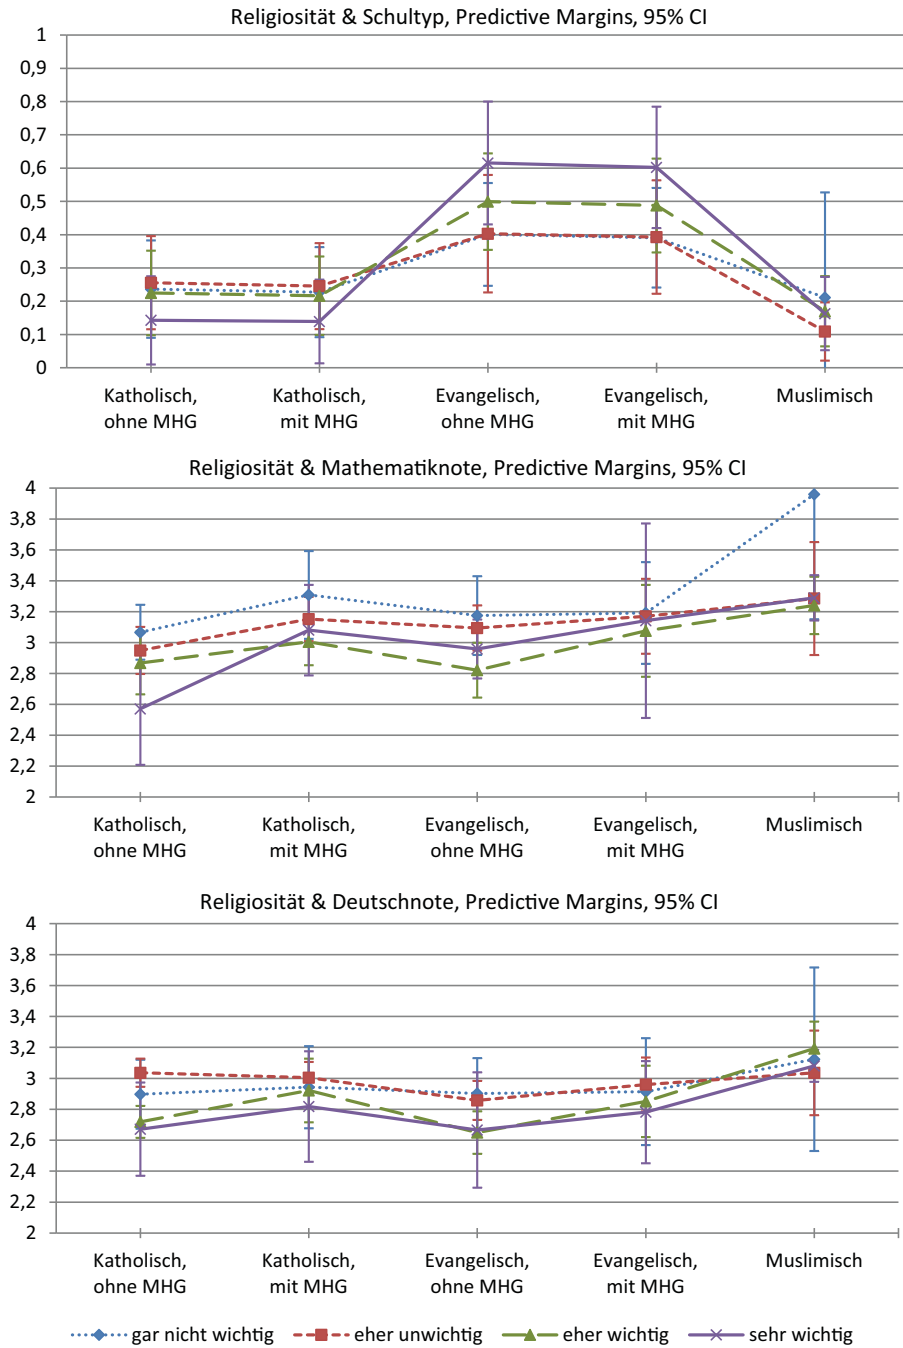 Religiosität & Schultyp, Predictive Margins, 95% CI
1
0,9
0,8
0,7
0,6
0,5
0,4
0,3
0,2
0,1
0
Katholisch, ohne MHG
Katholisch, mit MHG
Evangelisch, ohne MHG
Evangelisch, mit MHG
Muslimisch
Religiosität & Mathematiknote, Predictive Margins, 95% CI
4
3,8
3,6
3,4
3,2
3
2,8
2,6
2,4
2,2
2
Katholisch, ohne MHG
Katholisch, mit MHG
Evangelisch, ohne MHG
Evangelisch, mit MHG
Muslimisch
Religiosität & Deutschnote, Predictive Margins, 95% CI
4
3,8
3,6
3,4
3,2
3
2,8
2,6
2,4
2,2
2
Katholisch, ohne MHG
Katholisch, mit MHG
Evangelisch, ohne MHG
Evangelisch, mit MHG
Muslimisch
gar nicht wichtig eher unwichtig eher wichtig sehr wichtig